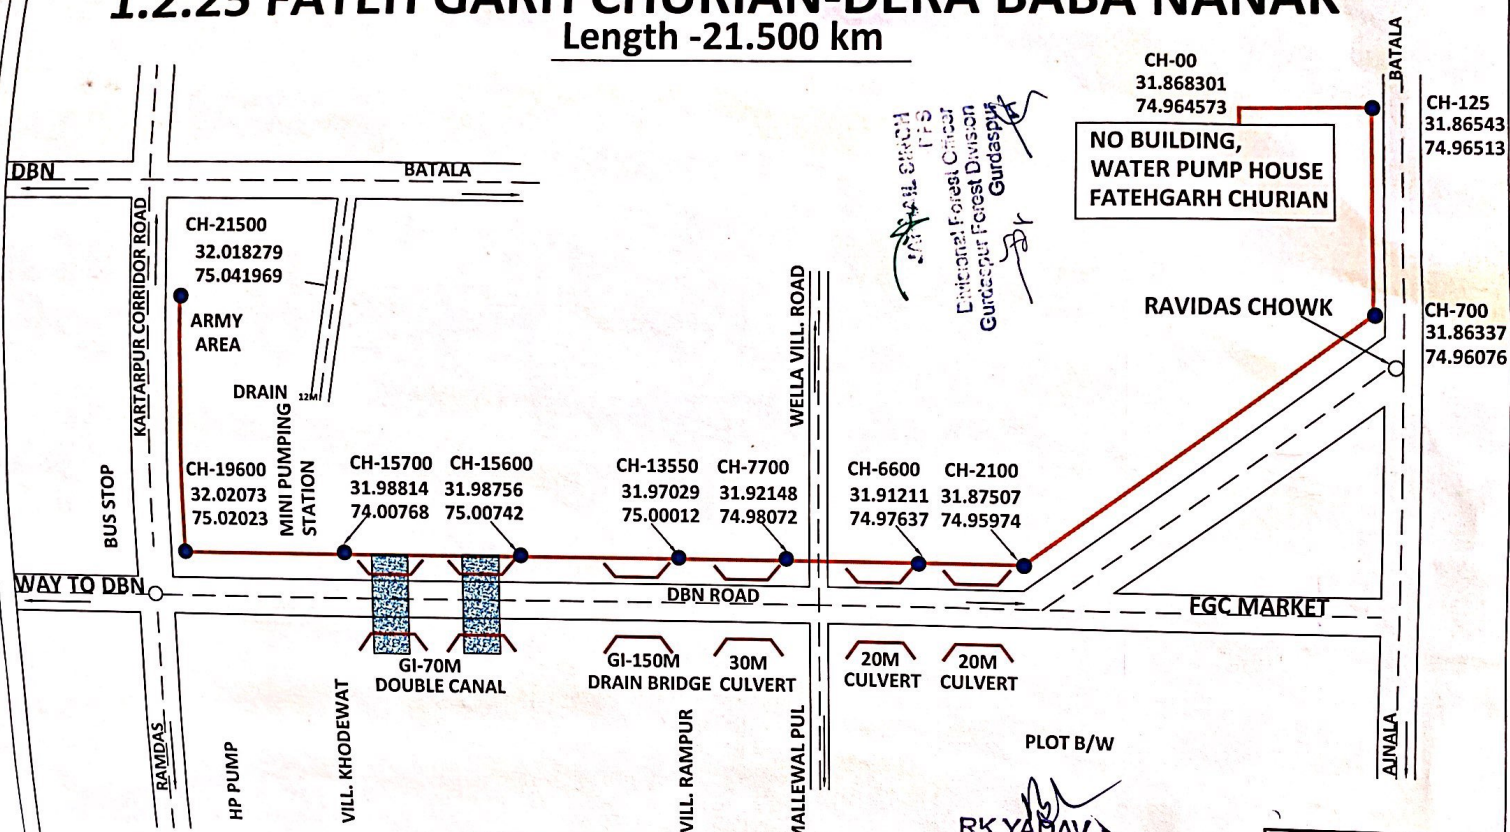 1.2.25 FATEH GARH CHURIAN-DERA BABA NANAK
Length -21.500 km
BATALA
CH-00
31.868301
74.964573
CH-125
31.86543
74.96513
NO BUILDING,
WATER PUMP HOUSE
FATEHGARH CHURIAN
IFS
Divisional Forest Officer
Gurdaspur Forest Division
Gurdaspur
DBN
BATALA
KARTARPUR CORRIDOR ROAD
CH-21500
32.018279
75.041969
ARMY
AREA
DRAIN
12M
MINI PUMPING
STATION
WELLA VILL. ROAD
RAVIDAS CHOWK
CH-700
31.86337
74.96076
BUS STOP
CH-19600
32.02073
75.02023
CH-15700
31.98814
74.00768
CH-15600
31.98756
75.00742
CH-13550
31.97029
75.00012
CH-7700
31.92148
74.98072
CH-6600
31.91211
74.97637
CH-2100
31.87507
74.95974
WAY TO DBN
DBN ROAD
FGC MARKET
GI-70M
DOUBLE CANAL
GI-150M
DRAIN BRIDGE
30M
CULVERT
20M
CULVERT
20M
CULVERT
RAMDAS
HP PUMP
VILL. KHODEWAT
VILL. RAMPUR
MALLEWAL PUL
PLOT B/W
AJNALA
RK YADAV